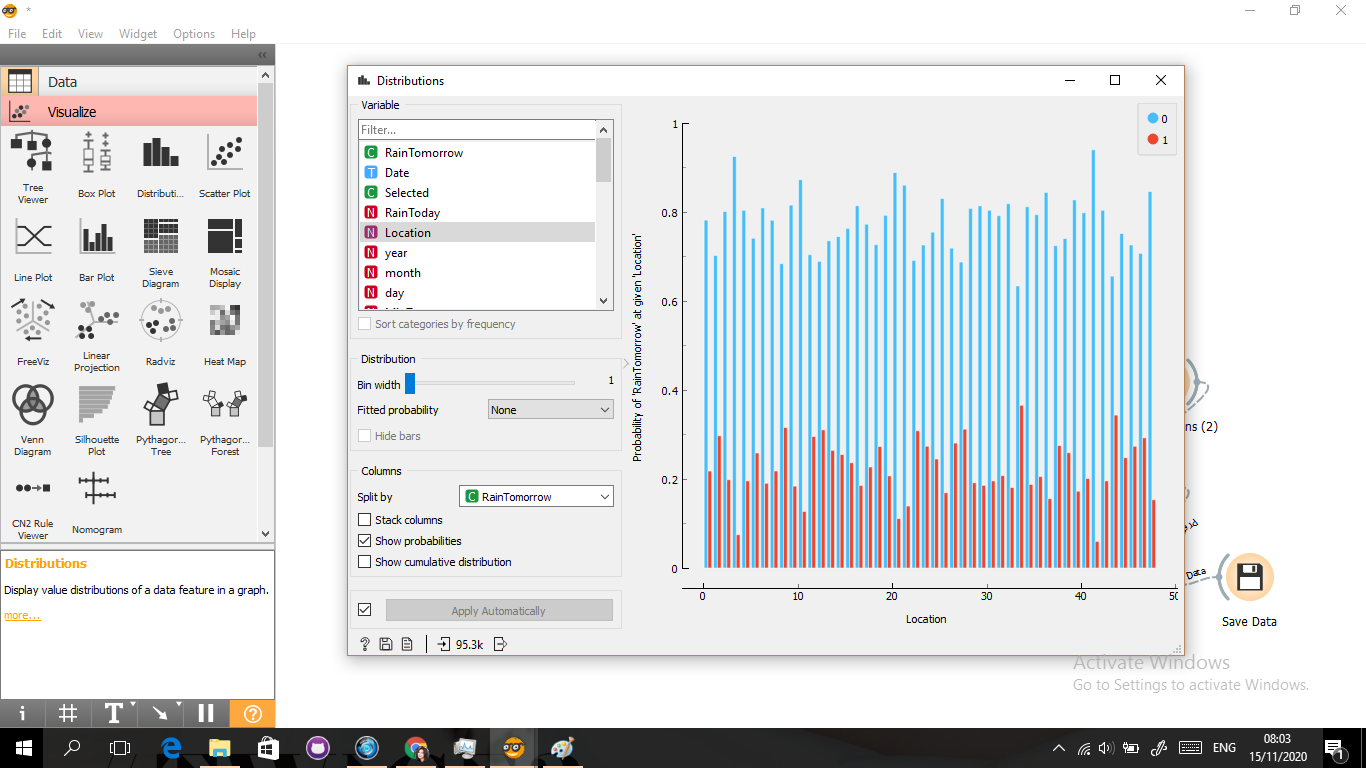 *
File Edit View Widget Options Help
«
Data
Visualize
Tree Viewer
Box Plot
Distributi...
Scatter Plot
Line Plot
Bar Plot
Sieve Diagram
Mosaic Display
FreeViz
Linear Projection
Radviz
Heat Map
Venn Diagram
Silhouette Plot
Pythagor... Tree
Pythagor... Forest
CN2 Rule Viewer
Nomogram
Distributions
Display value distributions of a data feature in a graph.
more...
Distributions
Variable
Filter...
C RainTomorrow
T Date
C Selected
N RainToday
N Location
N year
N month
N day
Sort categories by frequency
Distribution
Bin width 1
Fitted probability None
Hide bars
Columns
Split by C RainTomorrow
Stack columns
Show probabilities
Show cumulative distribution
Apply Automatically
? 95.3k
Probability of 'RainTomorrow' at given 'Location'
1
0.8
0.6
0.4
0.2
0
0 10 20 30 40 50
Location
0
1
ns (2)
Data
Save Data
Activate Windows
Go to Settings to activate Windows.
ENG
08:03
15/11/2020
1